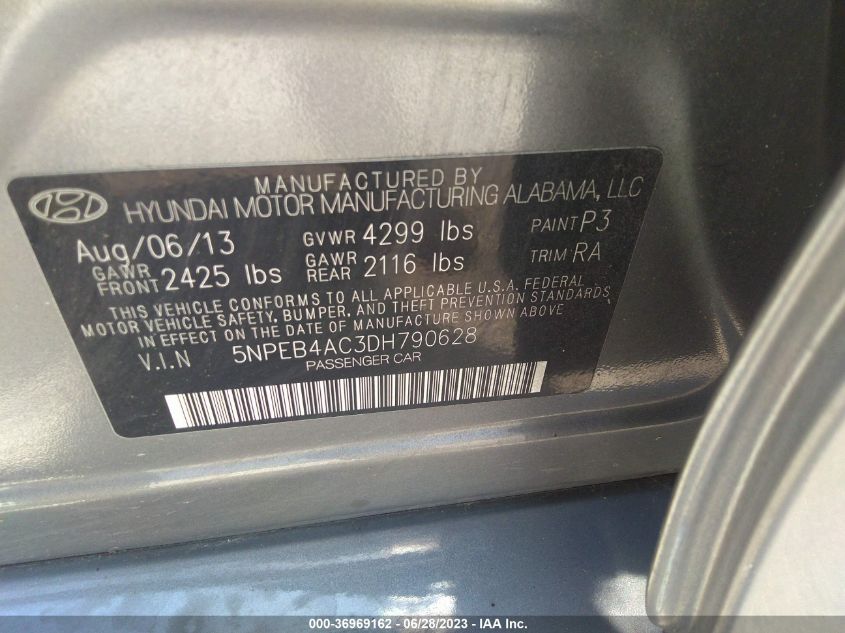 MANUFACTURED BY
HYUNDAI MOTOR MANUFACTURING ALABAMA, LLC
Aug/06/13 GVWR 4299 lbs PAINT P3
GAWR FRONT 2425 lbs GAWR REAR 2116 lbs TRIM RA
THIS VEHICLE CONFORMS TO ALL APPLICABLE U.S.A. FEDERAL
MOTOR VEHICLE SAFETY, BUMPER, AND THEFT PREVENTION STANDARDS
IN EFFECT ON THE DATE OF MANUFACTURE SHOWN ABOVE.
V.I.N 5NPEB4AC3DH790628
PASSENGER CAR
000-36969162 - 06/28/2023 - IAA Inc.